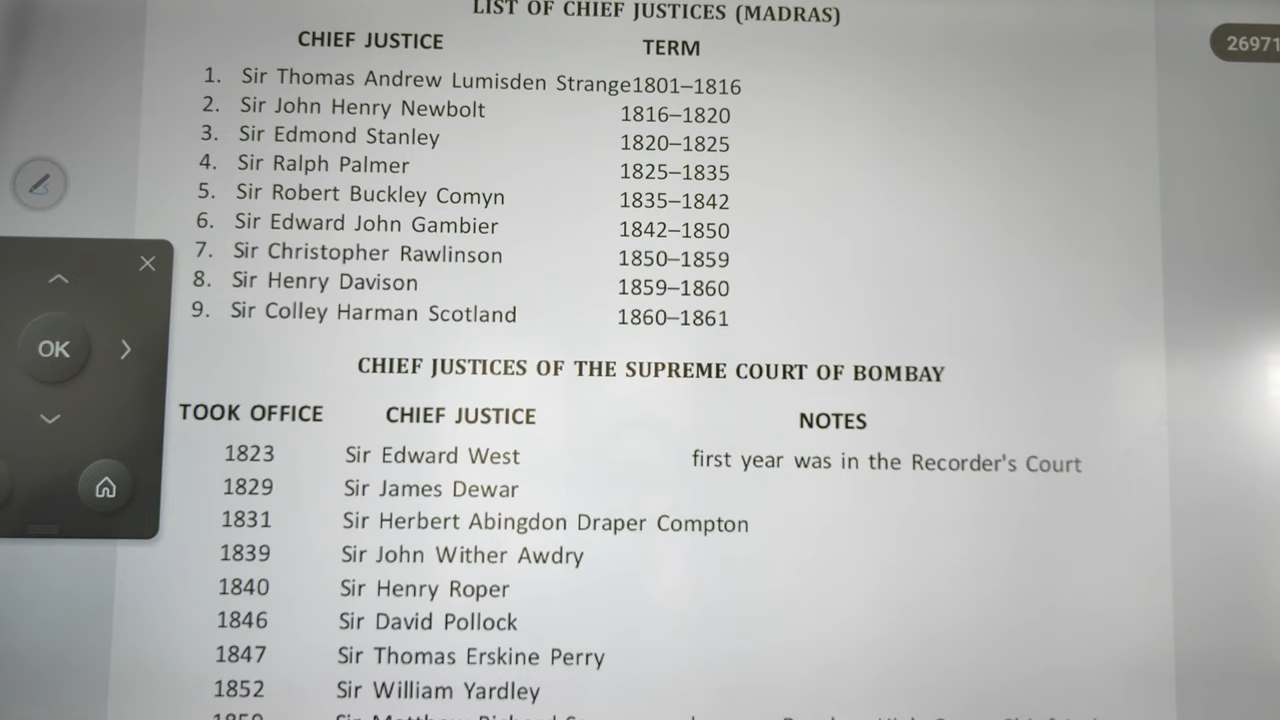 LIST OF CHIEF JUSTICES (MADRAS)
CHIEF JUSTICE TERM
26971
1. Sir Thomas Andrew Lumisden Strange1801–1816
2. Sir John Henry Newbolt 1816–1820
3. Sir Edmond Stanley 1820–1825
4. Sir Ralph Palmer 1825–1835
5. Sir Robert Buckley Comyn 1835–1842
6. Sir Edward John Gambier 1842–1850
7. Sir Christopher Rawlinson 1850–1859
8. Sir Henry Davison 1859–1860
9. Sir Colley Harman Scotland 1860–1861
OK
CHIEF JUSTICES OF THE SUPREME COURT OF BOMBAY
TOOK OFFICE CHIEF JUSTICE NOTES
1823 Sir Edward West first year was in the Recorder's Court
1829 Sir James Dewar
1831 Sir Herbert Abingdon Draper Compton
1839 Sir John Wither Awdry
1840 Sir Henry Roper
1846 Sir David Pollock
1847 Sir Thomas Erskine Perry
1852 Sir William Yardley
Sir Matthew Richard